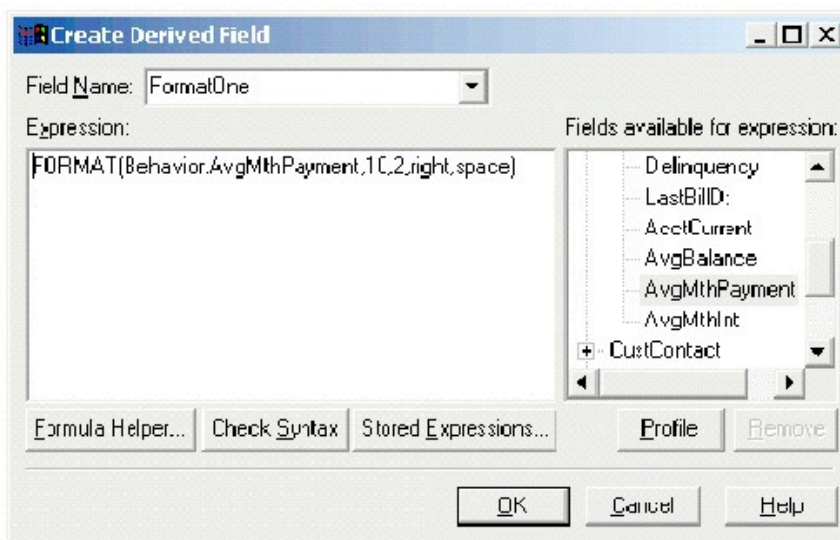 Create Derived Field
Field Name: FormatOne
Expression:
Fields available for expression:
FORMAT(Behavior.AvgMthPayment,10,2,right,space)
Delinquency
LastBillD:
AcctCurrent
AvgBalance
AvgMthPayment
AvgMthInt
CustContact
Formula Helper...
Check Syntax
Stored Expressions...
Profile
Remove
OK
Cancel
Help